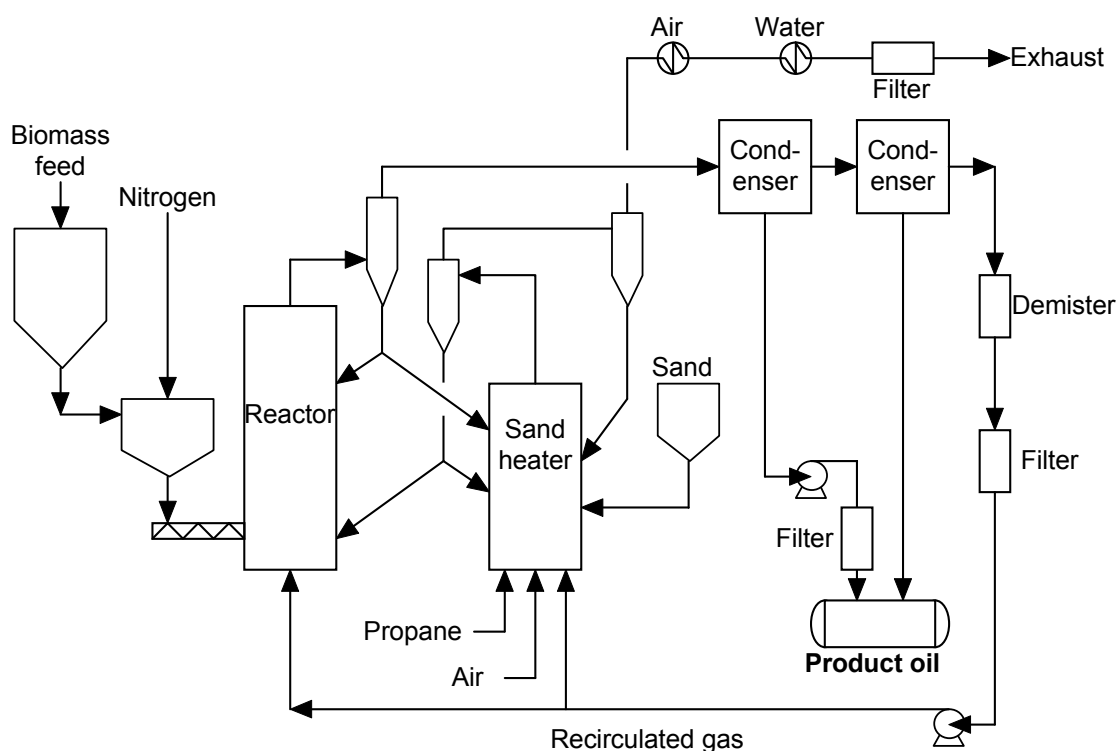 Air
Water
Exhaust
Filter
Biomass
feed
Nitrogen
Cond-
enser
Cond-
enser
Demister
Sand
Reactor
Sand
heater
Filter
Filter
Propane
Air
Product oil
Recirculated gas